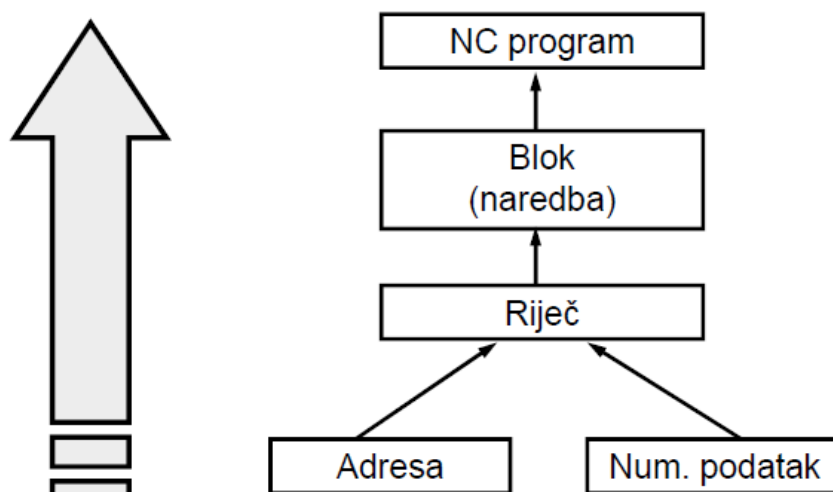 NC program
Blok
(naredba)
Riječ
Adresa
Num. podatak